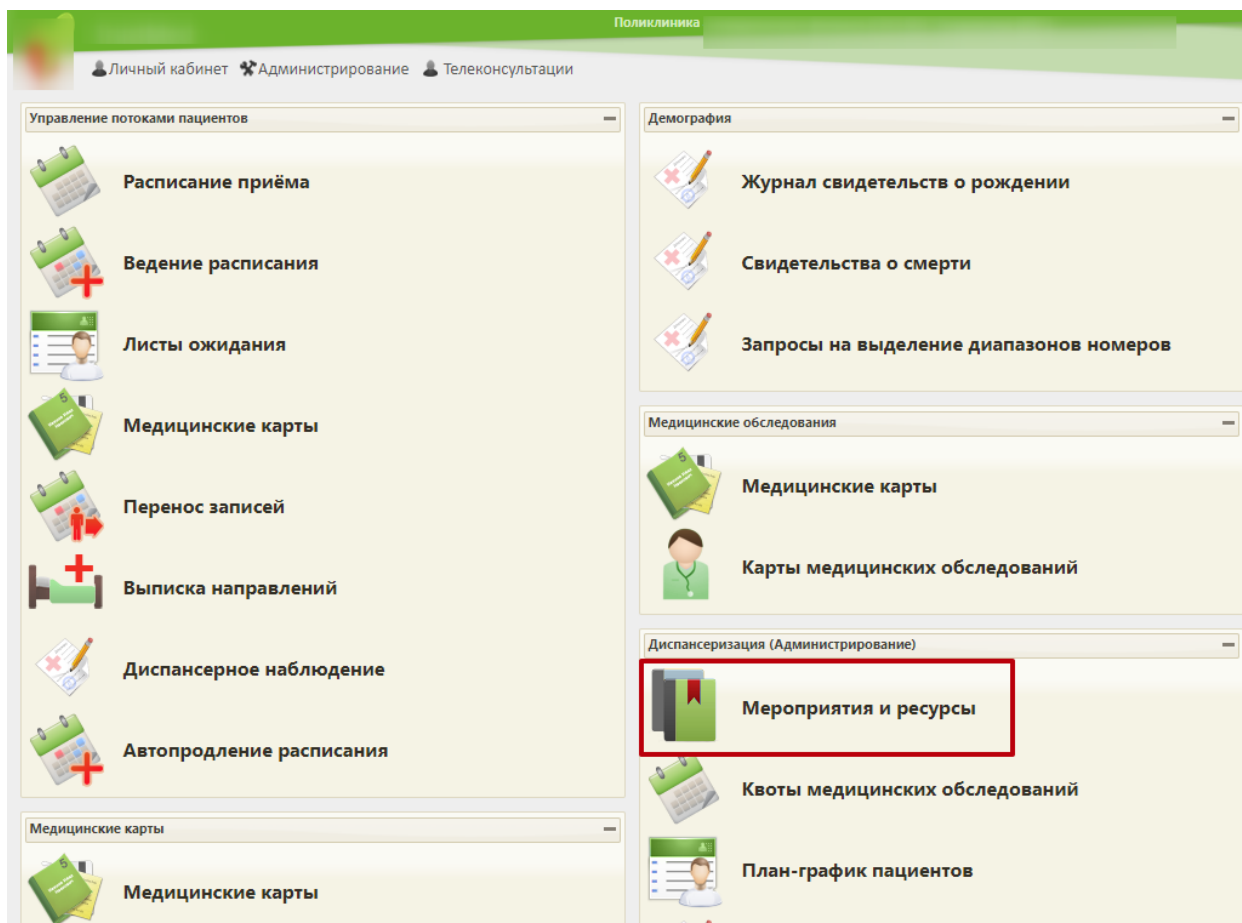 Поликлиника
Личный кабинет Администрирование Телеконсультации
Управление потоками пациентов
Расписание приёма
Ведение расписания
Листы ожидания
Медицинские карты
Перенос записей
Выписка направлений
Диспансерное наблюдение
Автопродление расписания
Медицинские карты
Медицинские карты
Демография
Журнал свидетельств о рождении
Свидетельства о смерти
Запросы на выделение диапазонов номеров
Медицинские обследования
Медицинские карты
Карты медицинских обследований
Диспансеризация (Администрирование)
Мероприятия и ресурсы
Квоты медицинских обследований
План-график пациентов